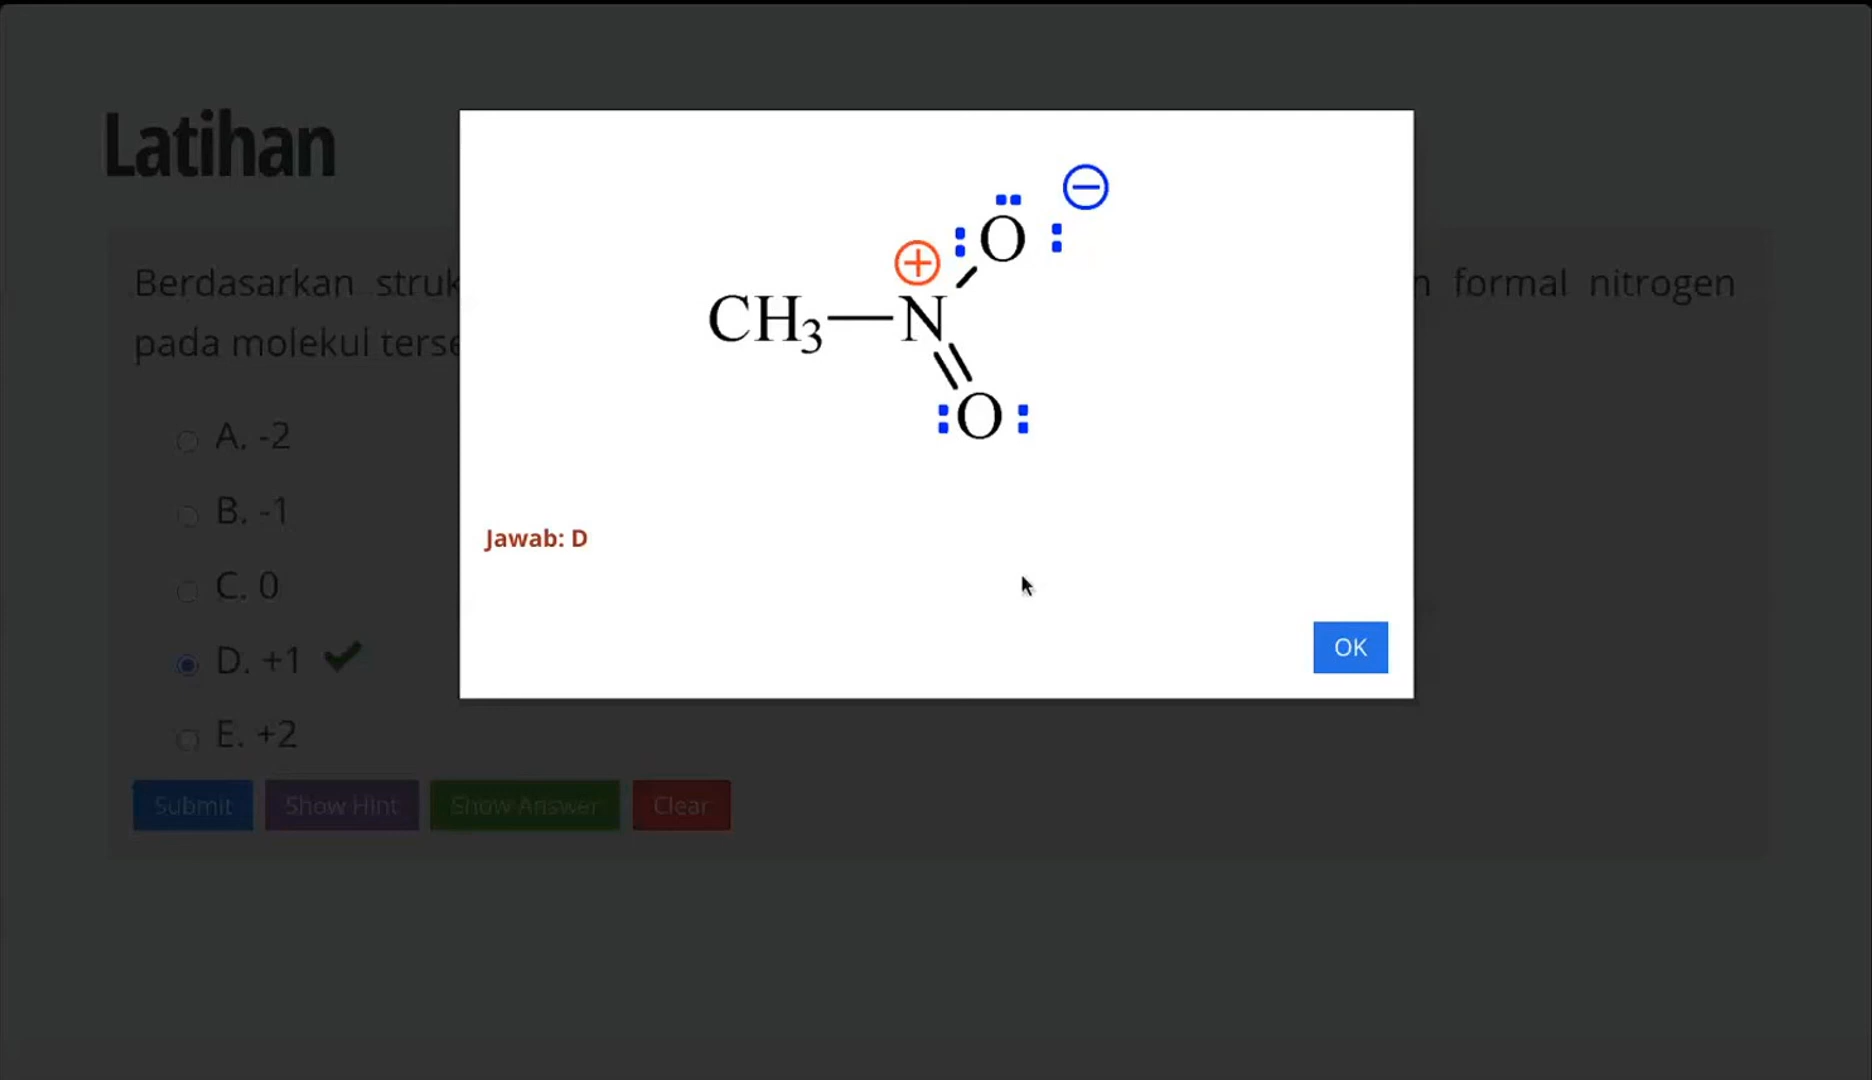 Latihan
Berdasarkan struk
n formal nitrogen
pada molekul terse
A. -2
B. -1
C. 0
D. +1
E. +2
Submit Show Hint Show Answer Clear
O
CH3—N
O
Jawab: D
OK